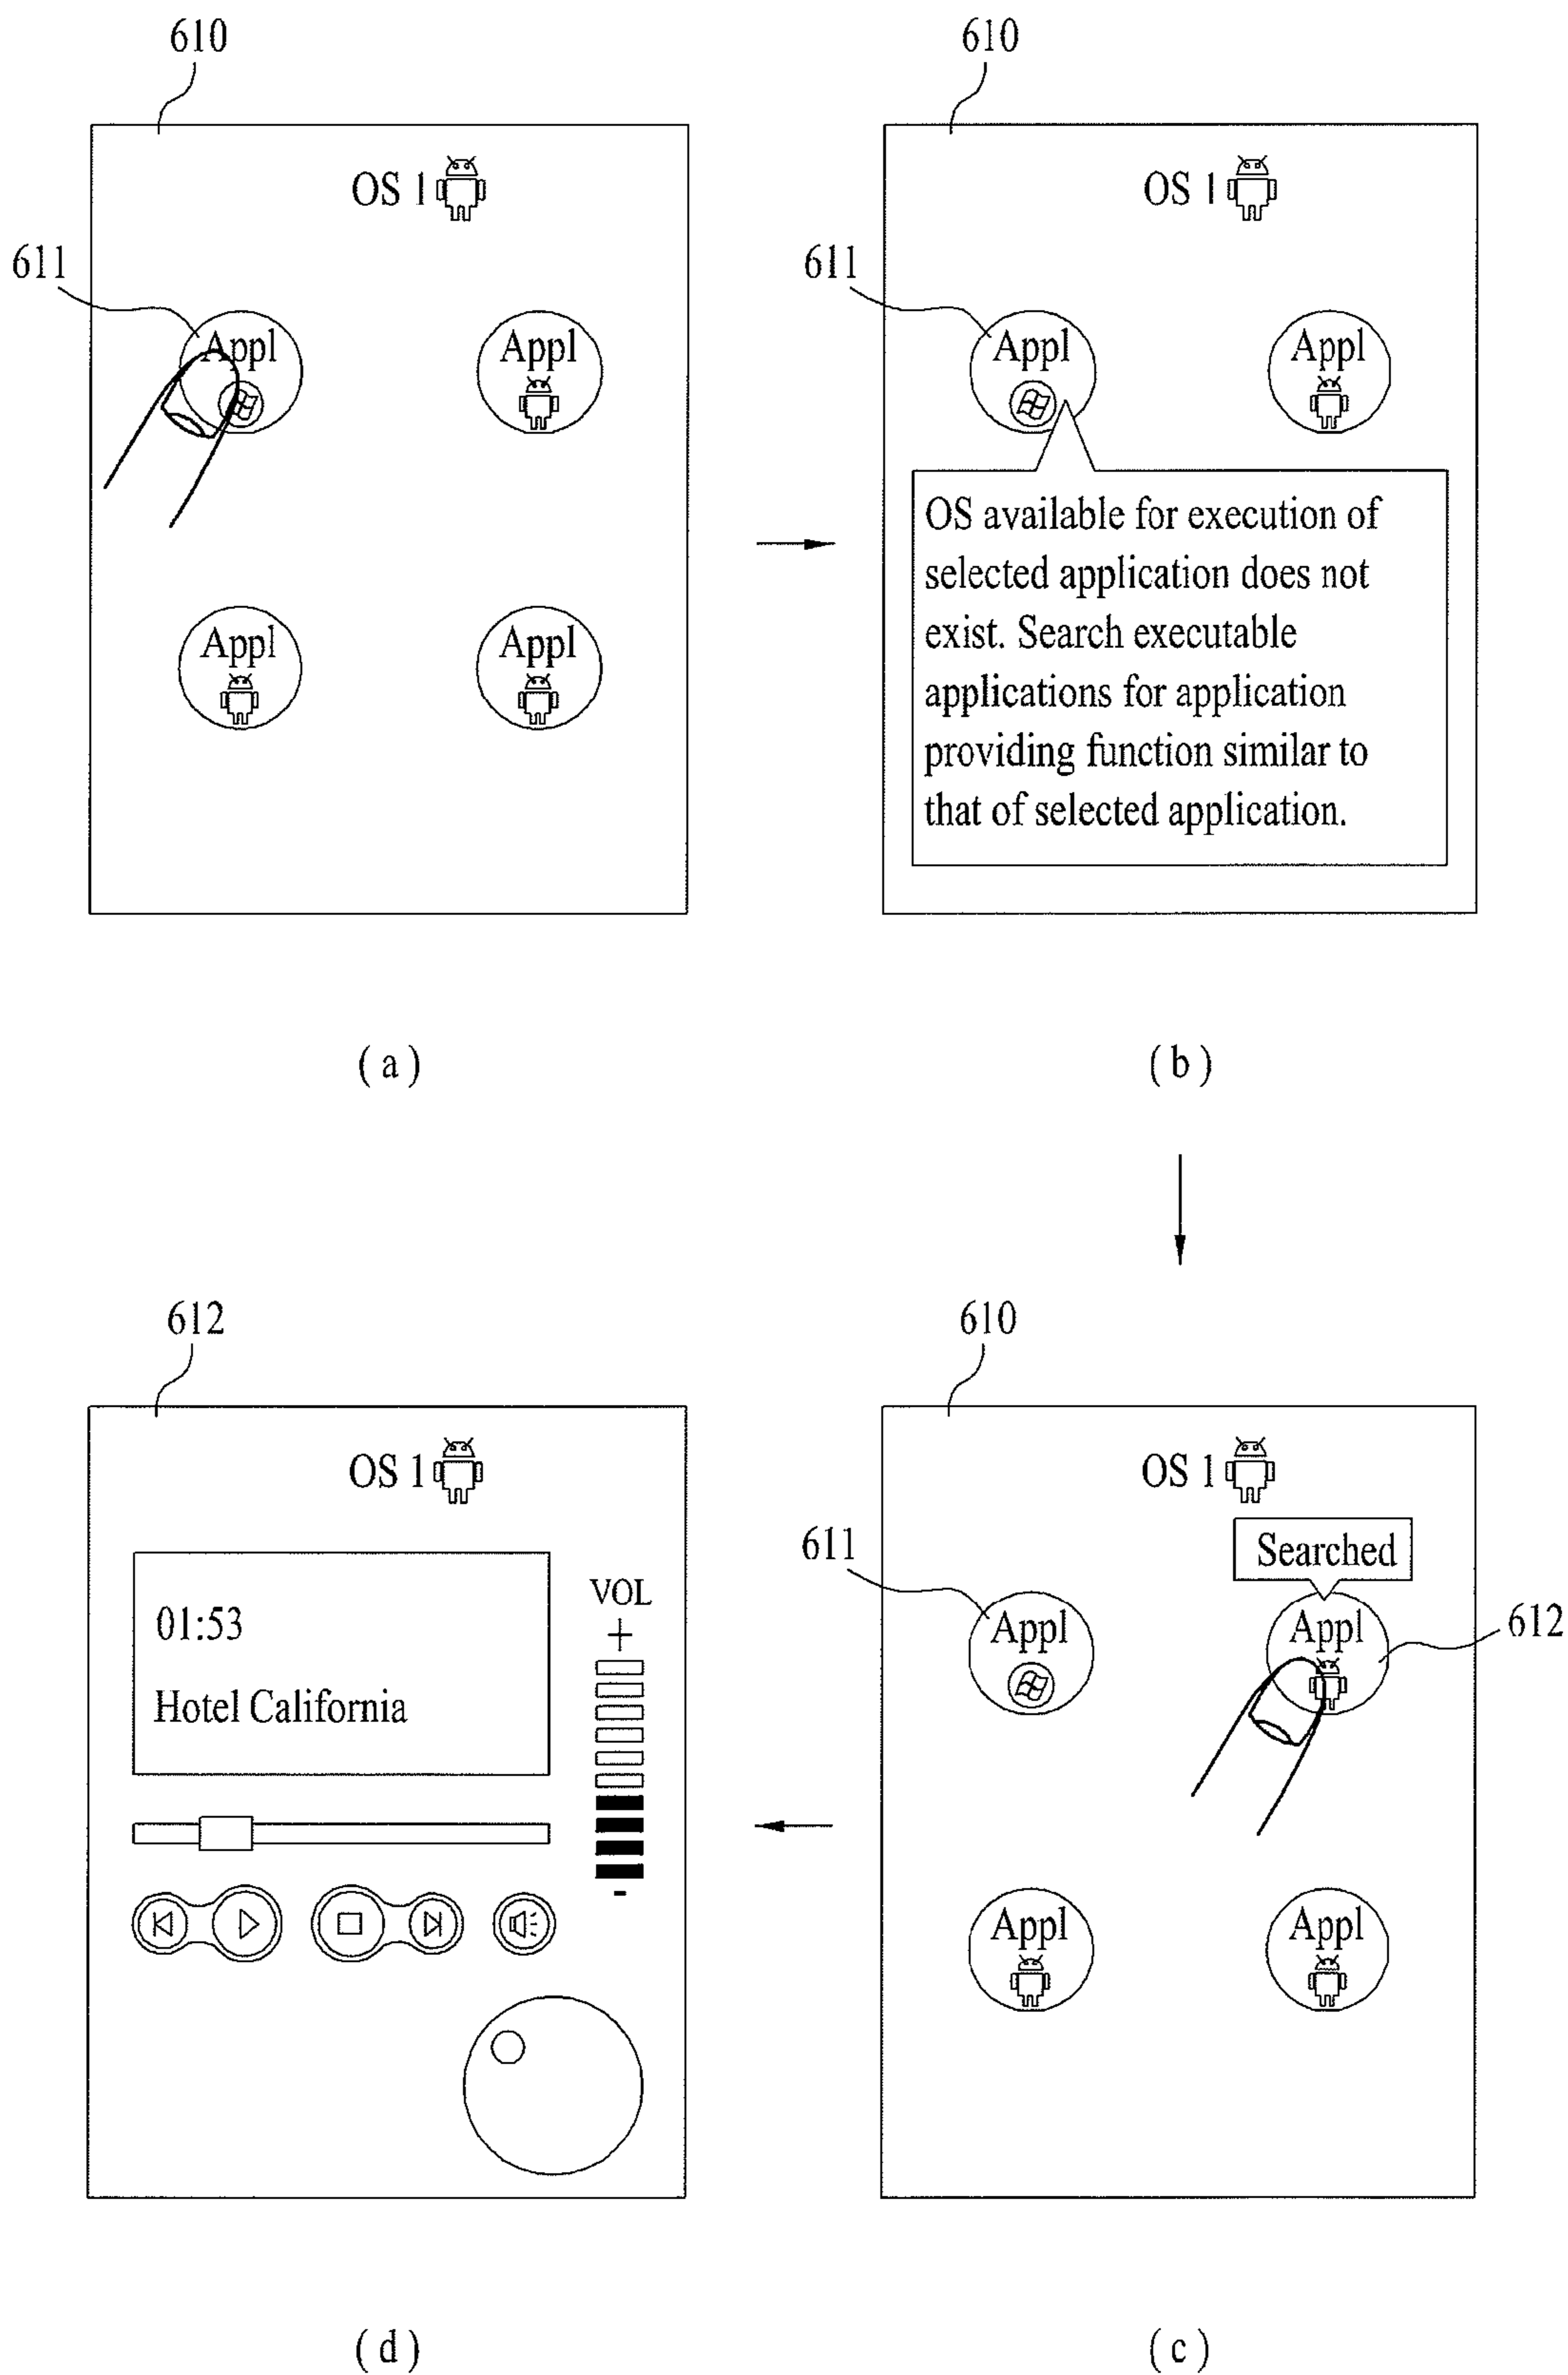 610
OS 1
611
Appl
Appl
Appl
Appl
(a)
610
OS 1
611
Appl
Appl
OS available for execution of
selected application does not
exist. Search executable
applications for application
providing function similar to
that of selected application.
(b)
612
OS 1
01:53
Hotel California
VOL
+
-
(d)
610
OS 1
Searched
611
Appl
Appl
612
Appl
Appl
(c)